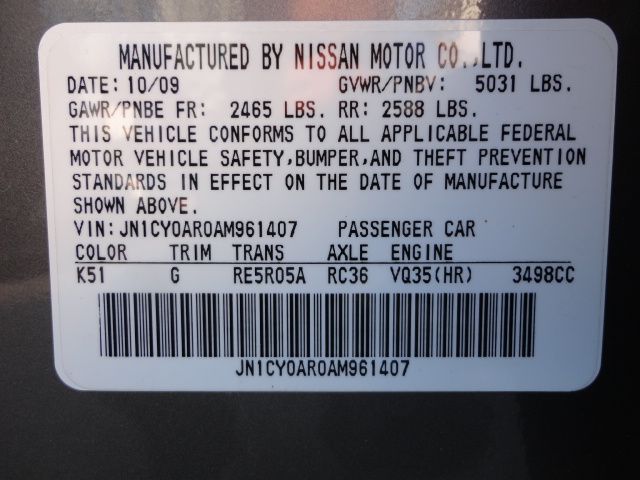 MANUFACTURED BY NISSAN MOTOR CO.,LTD.
DATE: 10/09 GVWR/PNBV: 5031 LBS.
GAWR/PNBE FR: 2465 LBS. RR: 2588 LBS.
THIS VEHICLE CONFORMS TO ALL APPLICABLE FEDERAL
MOTOR VEHICLE SAFETY,BUMPER,AND THEFT PREVENTION
STANDARDS IN EFFECT ON THE DATE OF MANUFACTURE
SHOWN ABOVE.
VIN:JN1CY0AR0AM961407 PASSENGER CAR
COLOR TRIM TRANS AXLE ENGINE
K51 G RE5R05A RC36 VQ35(HR) 3498CC
JN1CY0AR0AM961407